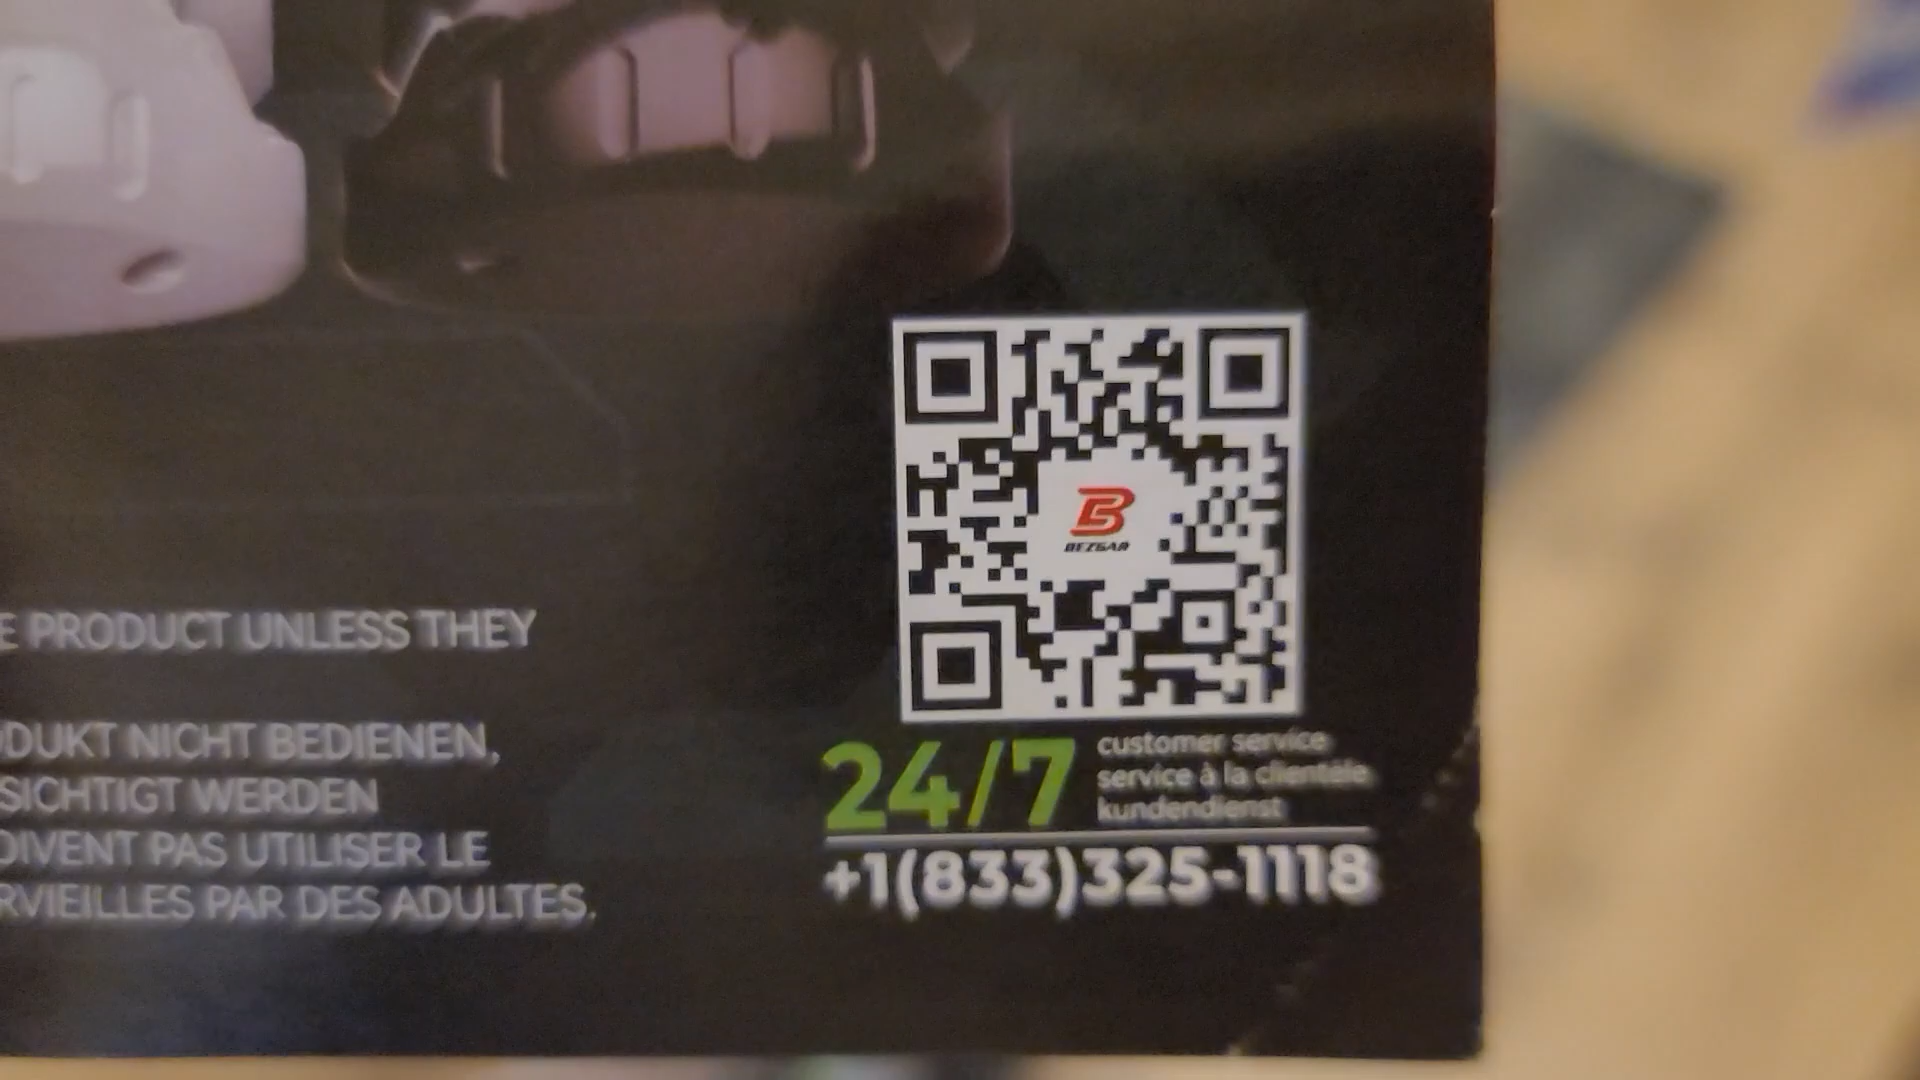 E PRODUCT UNLESS THEY
ODUKT NICHT BEDIENEN,
SICHTIGT WERDEN
OIVENT PAS UTILISER LE
RVIEILLES PAR DES ADULTES.
BEZGAR
24/7
customer service
service à la clientèle
kundendienst
+1(833)325-1118